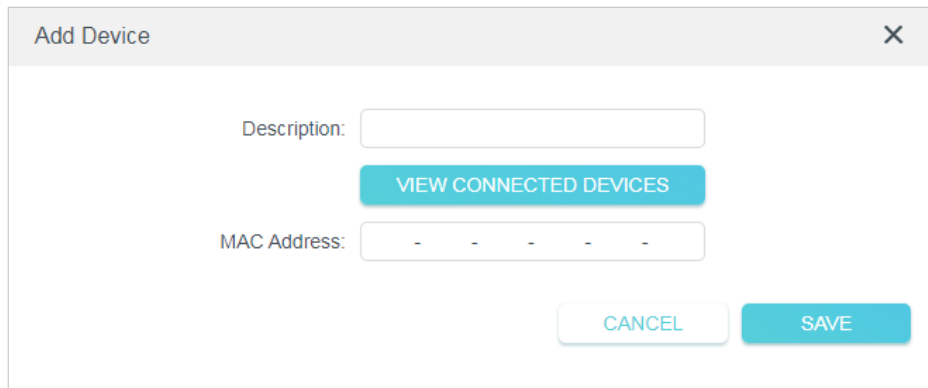 Add Device
Description:
VIEW CONNECTED DEVICES
MAC Address: - - - - -
CANCEL SAVE